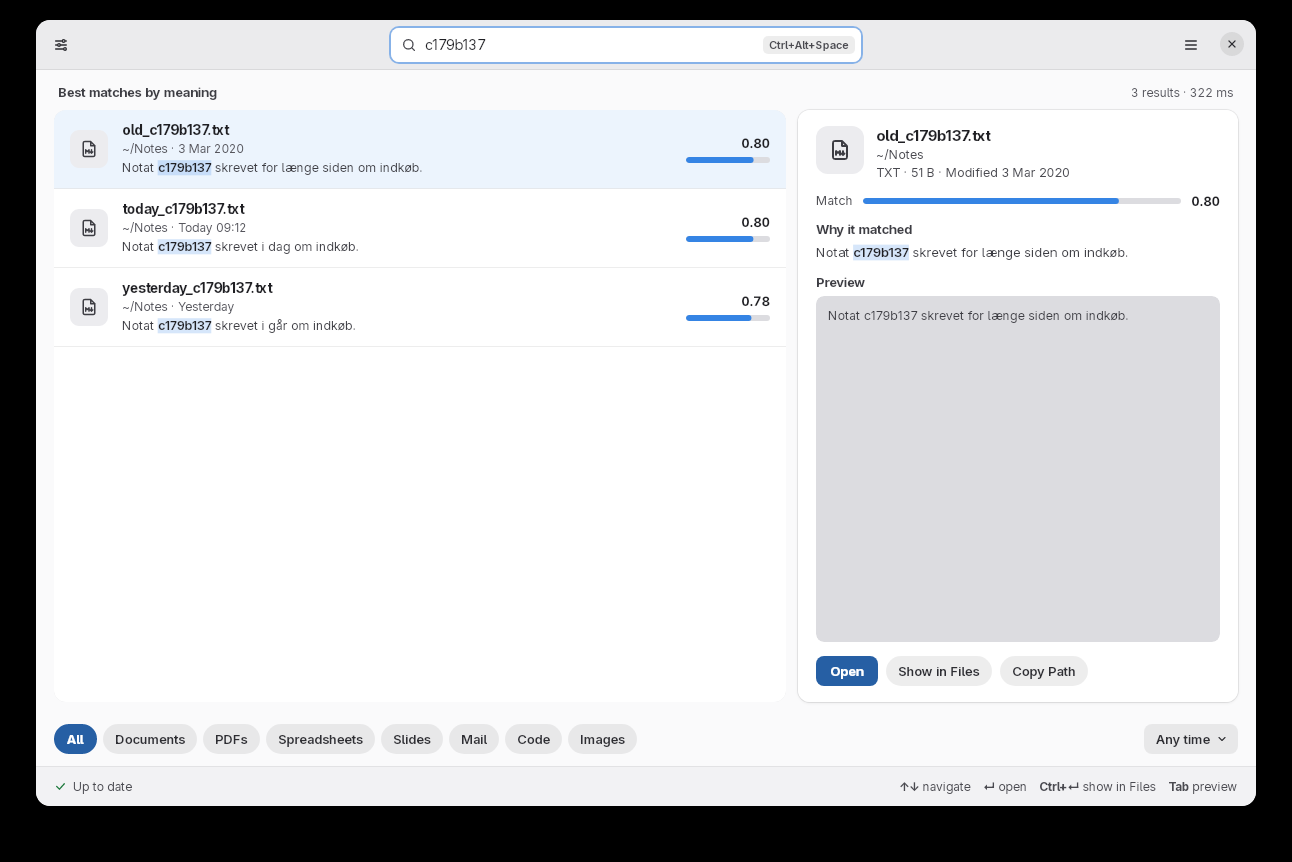 c179b137
Ctrl+Alt+Space
Best matches by meaning
3 results · 322 ms
old_c179b137.txt
~/Notes · 3 Mar 2020
Notat c179b137 skrevet for længe siden om indkøb.
0.80
today_c179b137.txt
~/Notes · Today 09:12
Notat c179b137 skrevet i dag om indkøb.
0.80
yesterday_c179b137.txt
~/Notes · Yesterday
Notat c179b137 skrevet i går om indkøb.
0.78
old_c179b137.txt
~/Notes
TXT · 51 B · Modified 3 Mar 2020
Match 0.80
Why it matched
Notat c179b137 skrevet for længe siden om indkøb.
Preview
Notat c179b137 skrevet for længe siden om indkøb.
Open Show in Files Copy Path
All Documents PDFs Spreadsheets Slides Mail Code Images
Any time
Up to date
↑↓ navigate ↵ open Ctrl+↵ show in Files Tab preview